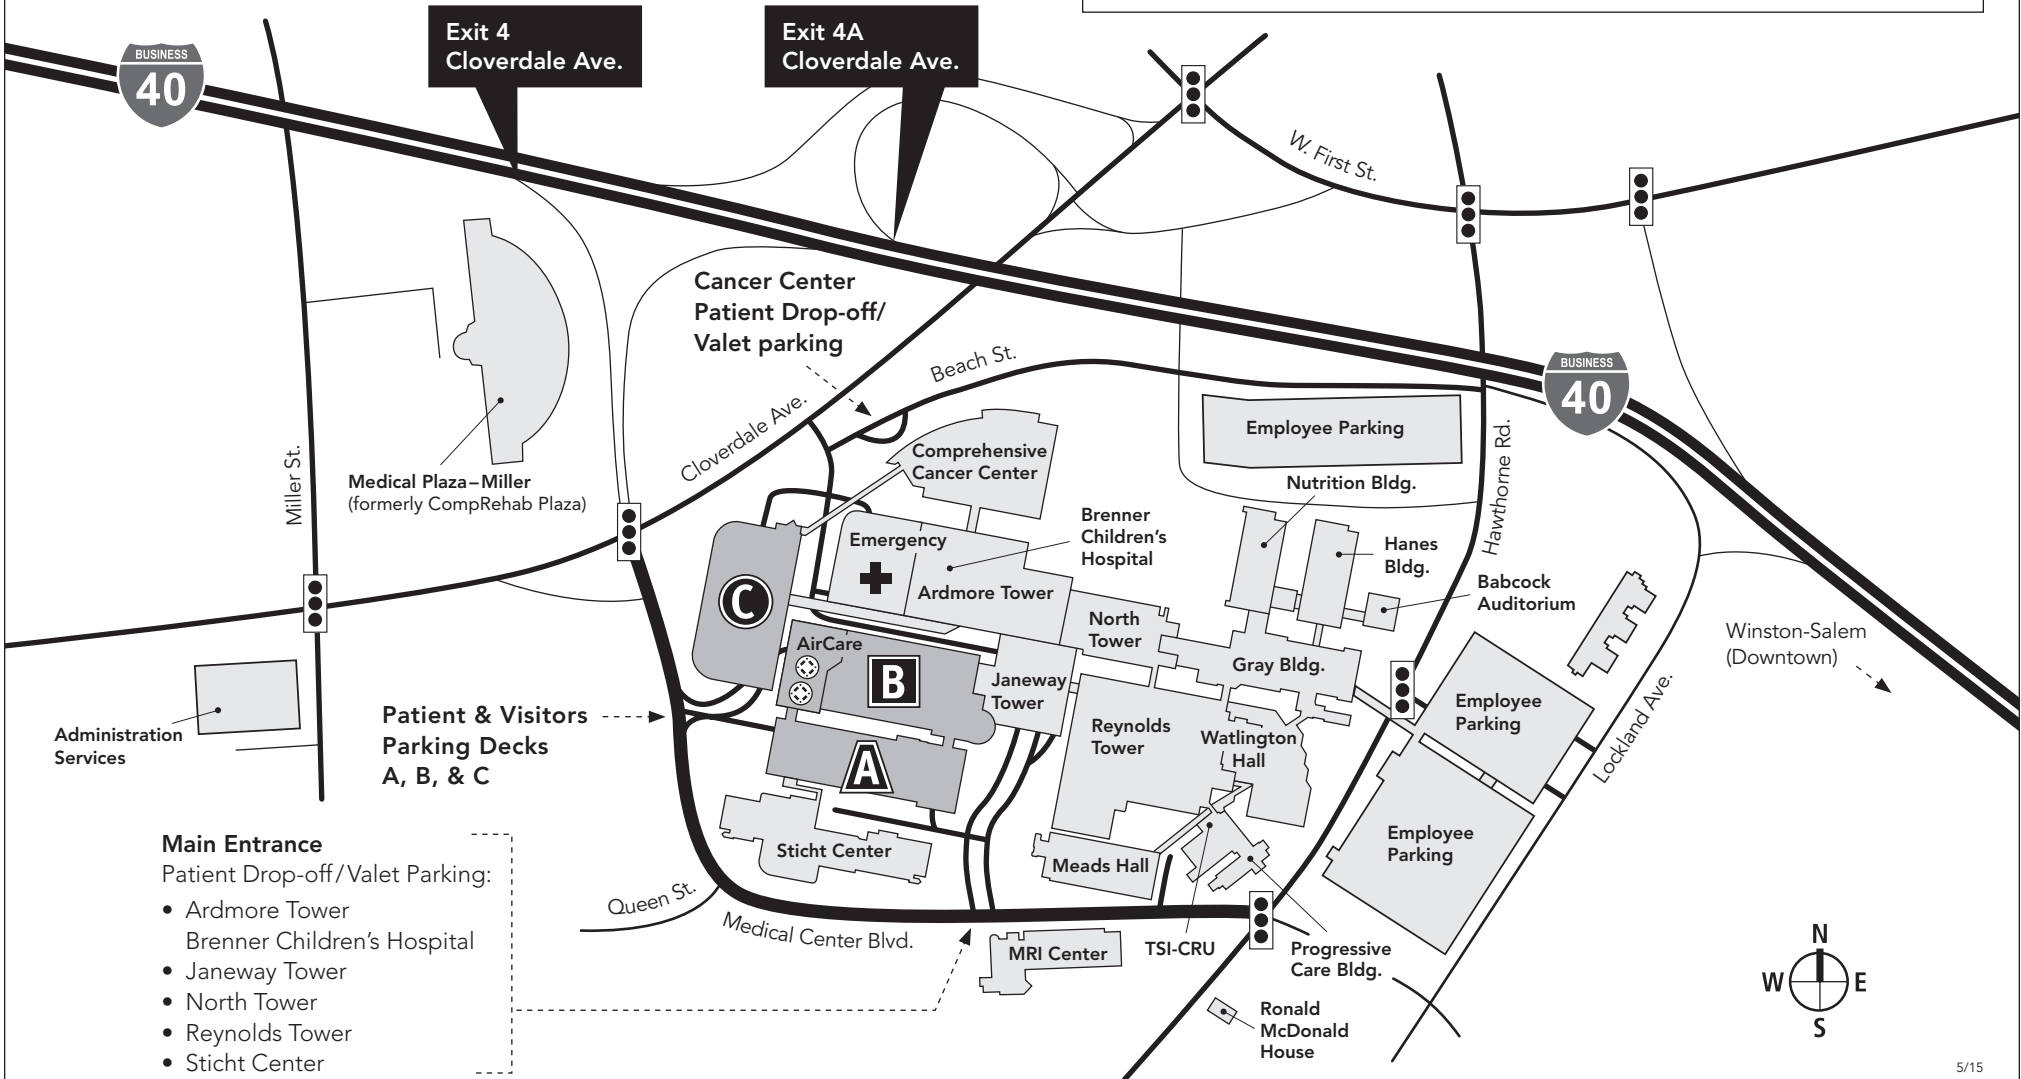 Exit 4
Cloverdale Ave.
Exit 4A
Cloverdale Ave.
BUSINESS
40
W. First St.
Cancer Center
Patient Drop-off/
Valet parking
Beach St.
BUSINESS
40
Cloverdale Ave.
Employee Parking
Hawthorne Rd.
Miller St.
Medical Plaza–Miller
(formerly CompRehab Plaza)
Comprehensive
Cancer Center
Nutrition Bldg.
Brenner
Children's
Hospital
Emergency
Hanes
Bldg.
Babcock
Auditorium
C
Ardmore Tower
North
Tower
AirCare
B
Gray Bldg.
Winston-Salem
(Downtown)
Janeway
Tower
Employee
Parking
Lockland Ave.
Administration
Services
Patient & Visitors
Parking Decks
A, B, & C
Reynolds
Tower
Watlington
Hall
A
Employee
Parking
Sticht Center
Meads Hall
Main Entrance
Patient Drop-off/Valet Parking:
• Ardmore Tower
Brenner Children's Hospital
• Janeway Tower
• North Tower
• Reynolds Tower
• Sticht Center
Queen St.
Medical Center Blvd.
MRI Center
TSI-CRU
Progressive
Care Bldg.
Ronald
McDonald
House
N
W
E
S
5/15